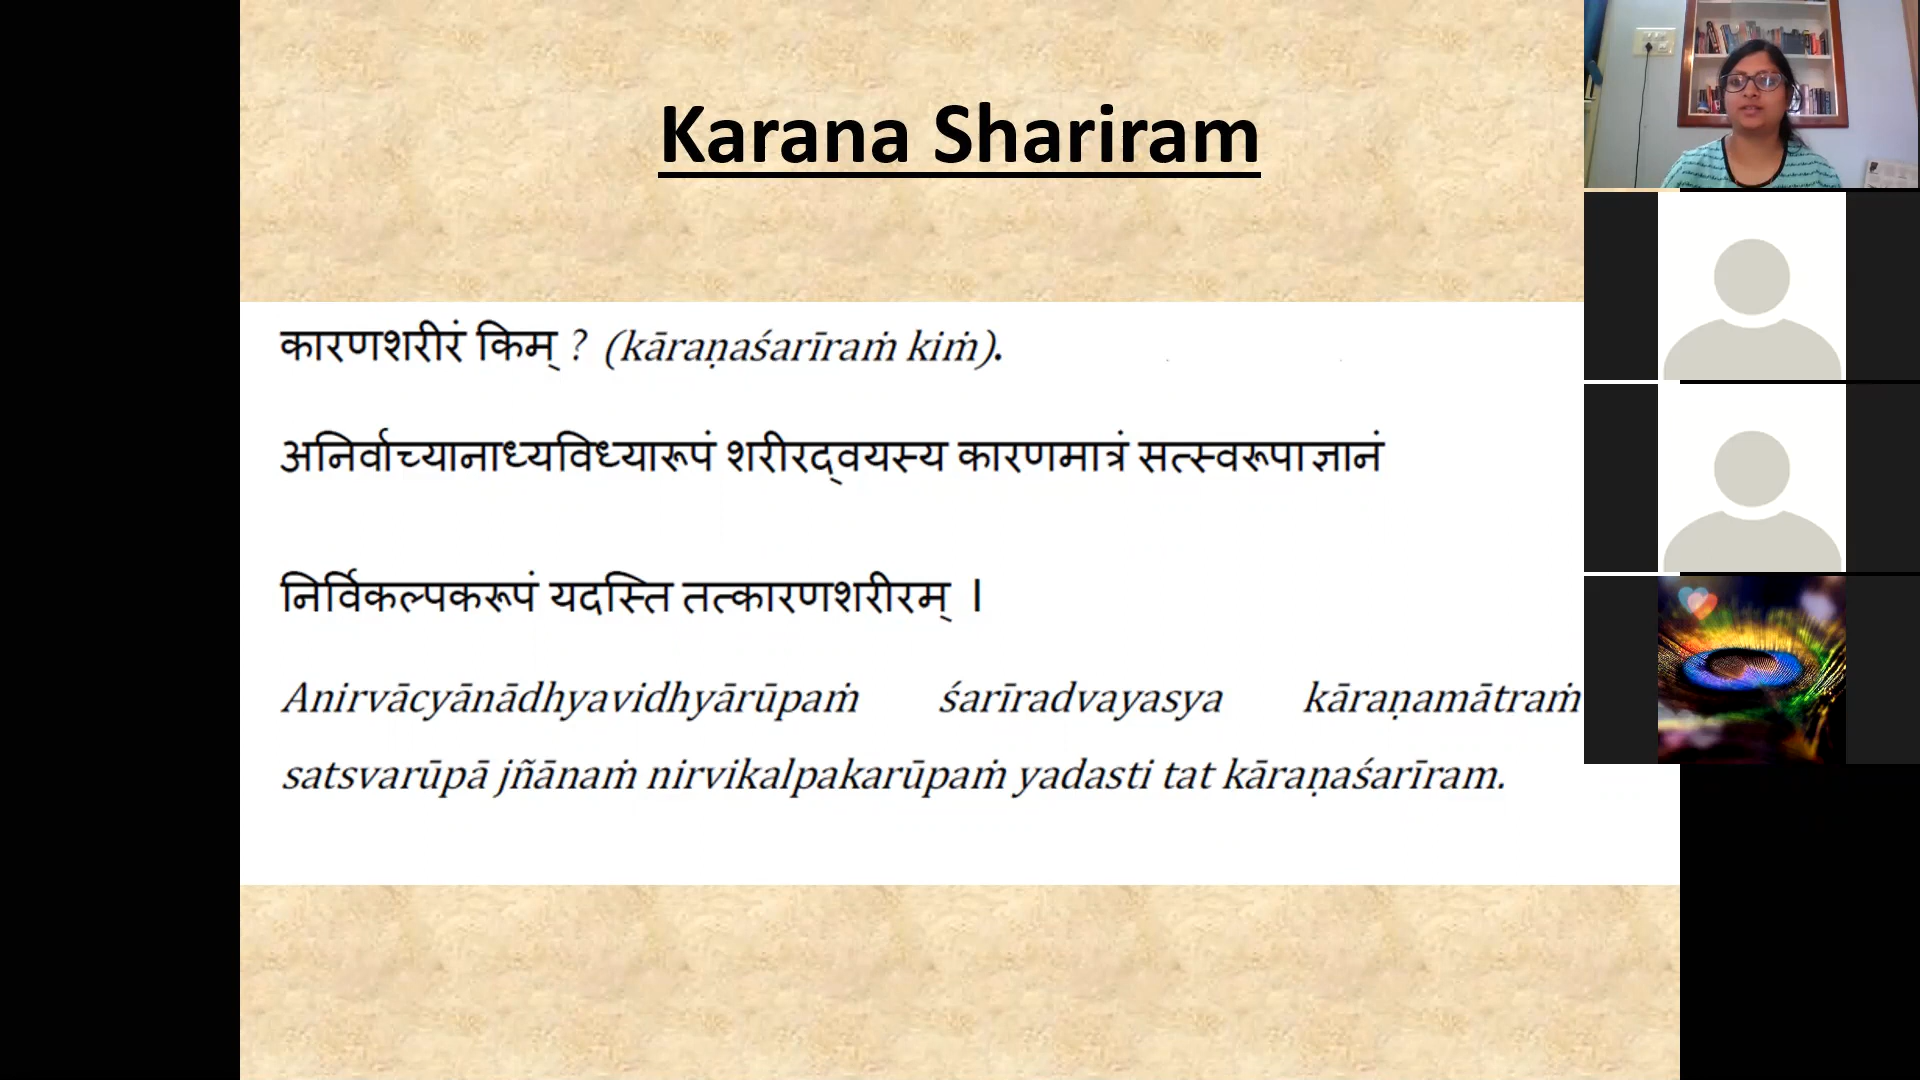 Karana Shariram
कारणशरीरं किम् ? (kāraṇaśarīraṁ kiṁ).
अनिर्वाच्यानाध्यविध्यारूपं शरीरद्वयस्य कारणमात्रं सत्स्वरूपाज्ञानं
निर्विकल्पकरूपं यदस्ति तत्कारणशरीरम् ।
Anirvācyānādhyavidhyārūpaṁ śarīradvayasya kāraṇamātraṁ
satsvarūpā jñānaṁ nirvikalpakarūpaṁ yadasti tat kāraṇaśarīram.